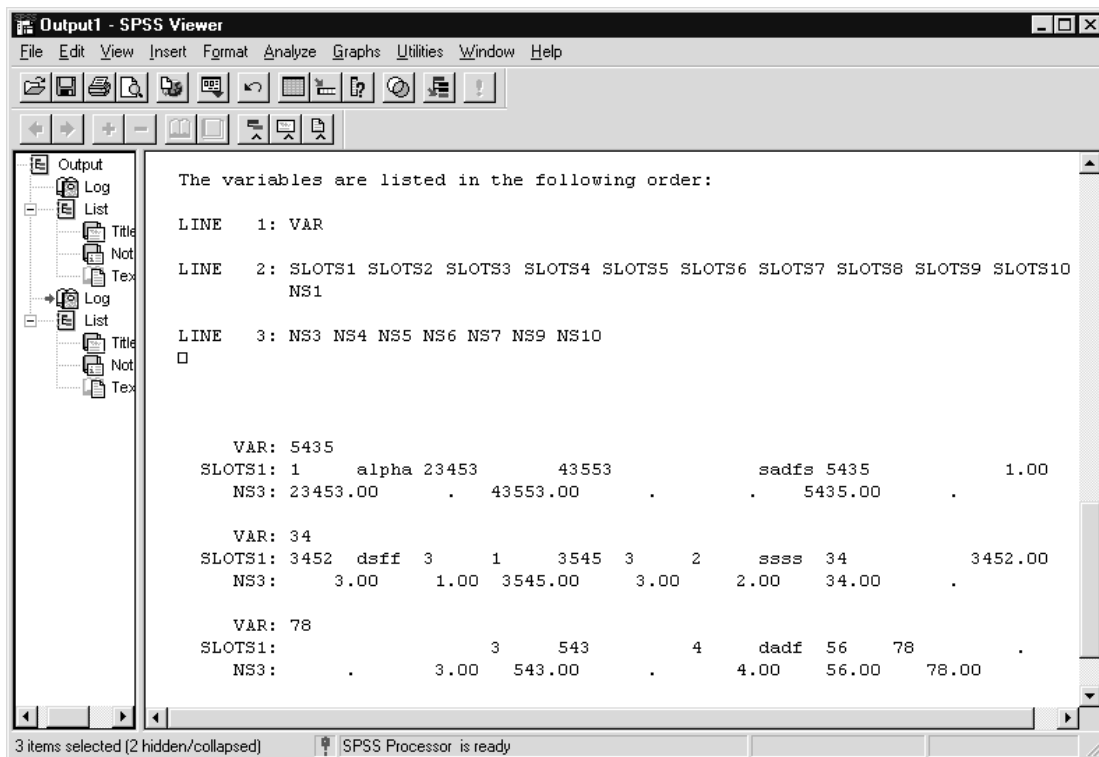 Output1 - SPSS Viewer
File Edit View Insert Format Analyze Graphs Utilities Window Help
Output
Log
List
Title
Not
Tex
Log
List
Title
Not
Tex
The variables are listed in the following order:
LINE 1: VAR
LINE 2: SLOTS1 SLOTS2 SLOTS3 SLOTS4 SLOTS5 SLOTS6 SLOTS7 SLOTS8 SLOTS9 SLOTS10
NS1
LINE 3: NS3 NS4 NS5 NS6 NS7 NS9 NS10
VAR: 5435
SLOTS1: 1 alpha 23453 43553 sadfs 5435 1.00
NS3: 23453.00 . 43553.00 . . 5435.00 .
VAR: 34
SLOTS1: 3452 dsff 3 1 3545 3 2 ssss 34 3452.00
NS3: 3.00 1.00 3545.00 3.00 2.00 34.00 .
VAR: 78
SLOTS1: 3 543 4 dadf 56 78 .
NS3: . 3.00 543.00 . 4.00 56.00 78.00
3 items selected (2 hidden/collapsed) SPSS Processor is ready